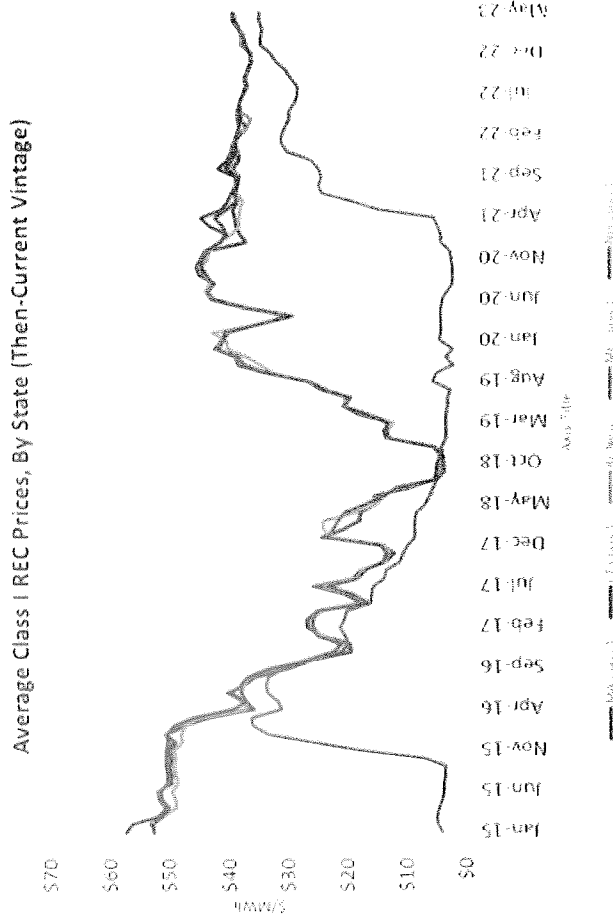 Average Class I REC Prices, By State (Then-Current Vintage)
$70
$60
$50
$40
$30
$20
$10
$0
$/MWh
Jan-15
Jun-15
Nov-15
Apr-16
Sep-16
Feb-17
Jul-17
Dec-17
May-18
Oct-18
Mar-19
Aug-19
Jan-20
Jun-20
Nov-20
Apr-21
Sep-21
Feb-22
Jul-22
Dec-22
May-23
Axis Title